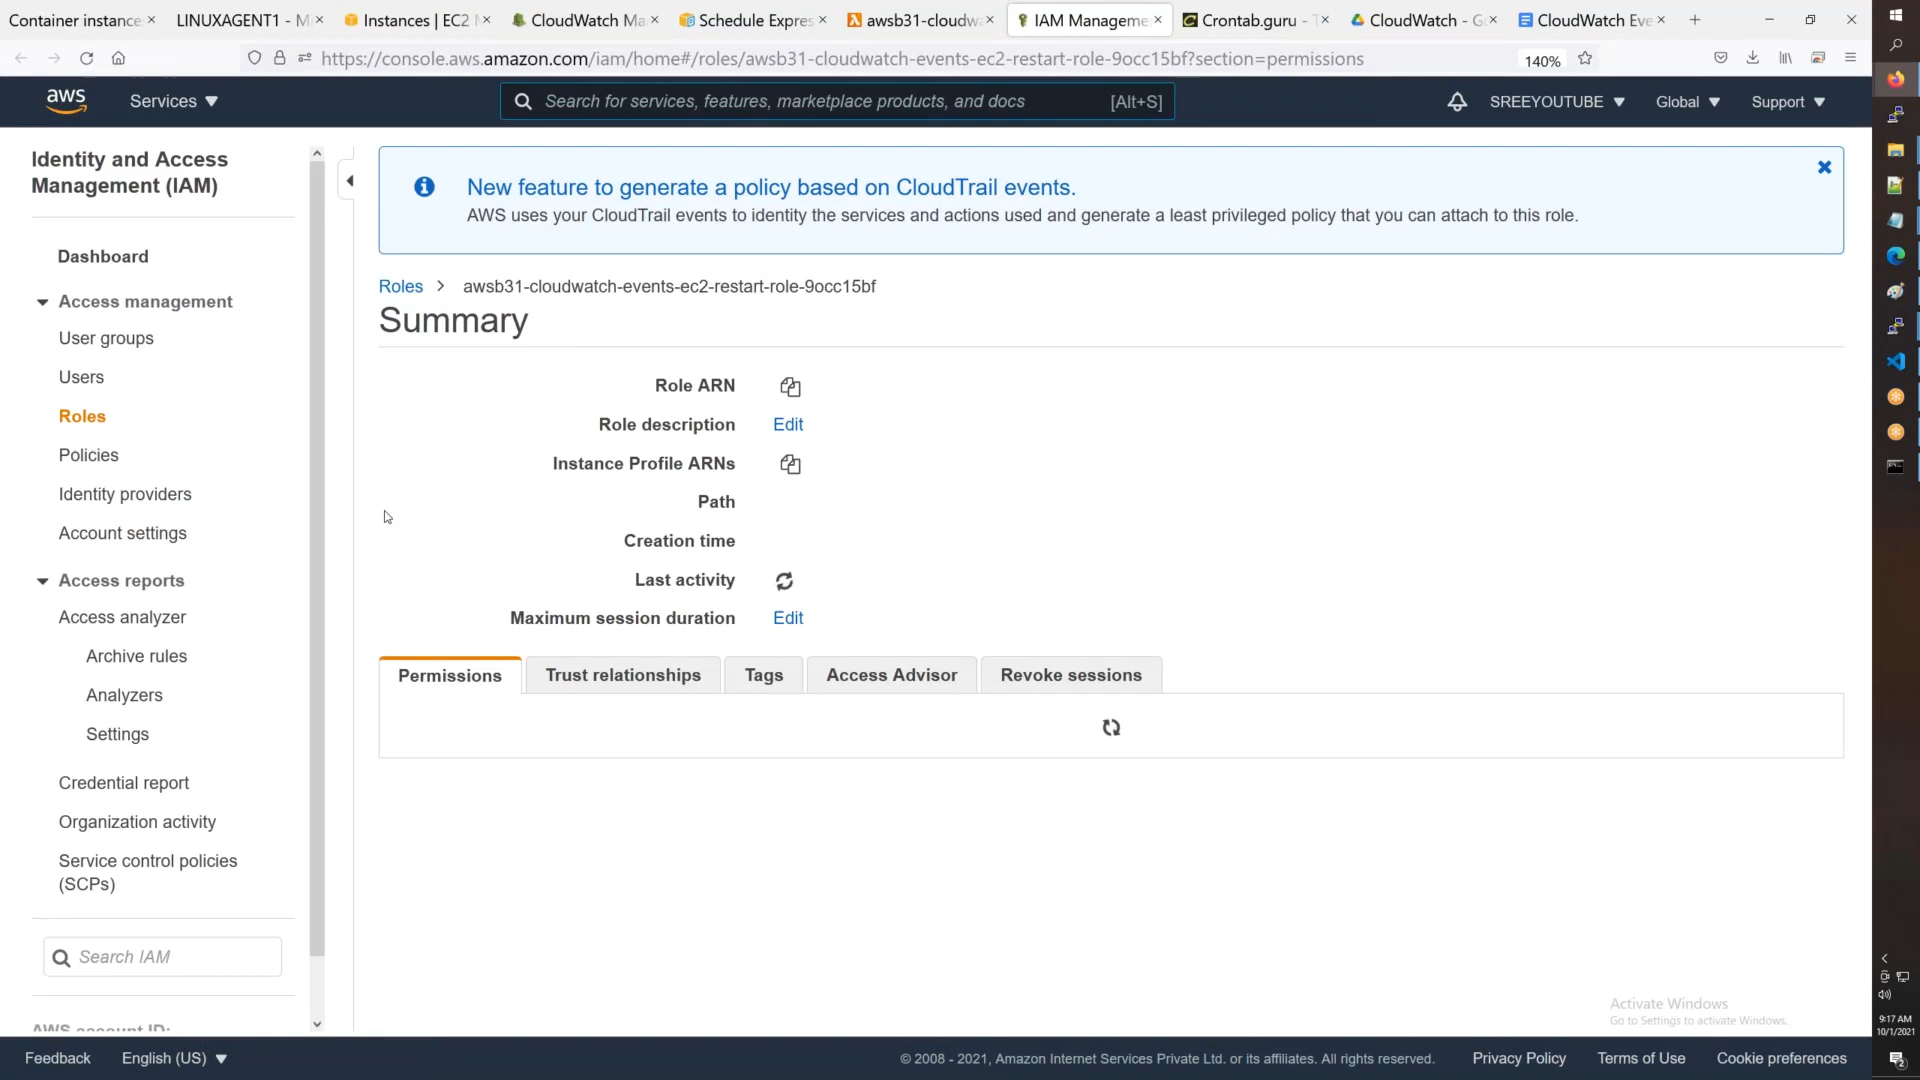 Container instance
LINUXAGENT1 - M
Instances | EC2 M
CloudWatch Ma
Schedule Expres
awsb31-cloudw
IAM Manageme
Crontab.guru - T
CloudWatch - Go
CloudWatch Eve
https://console.aws.amazon.com/iam/home#/roles/awsb31-cloudwatch-events-ec2-restart-role-9occ15bf?section=permissions
140%
aws
Services
Search for services, features, marketplace products, and docs
[Alt+S]
SREEYOUTUBE
Global
Support
Identity and Access
Management (IAM)
Dashboard
Access management
User groups
Users
Roles
Policies
Identity providers
Account settings
Access reports
Access analyzer
Archive rules
Analyzers
Settings
Credential report
Organization activity
Service control policies
(SCPs)
Search IAM
AWS account ID:
New feature to generate a policy based on CloudTrail events.
AWS uses your CloudTrail events to identity the services and actions used and generate a least privileged policy that you can attach to this role.
Roles > awsb31-cloudwatch-events-ec2-restart-role-9occ15bf
Summary
Role ARN
Role description Edit
Instance Profile ARNs
Path
Creation time
Last activity
Maximum session duration Edit
Permissions
Trust relationships
Tags
Access Advisor
Revoke sessions
Activate Windows
Go to Settings to activate Windows.
Feedback
English (US)
© 2008 - 2021, Amazon Internet Services Private Ltd. or its affiliates. All rights reserved.
Privacy Policy
Terms of Use
Cookie preferences
9:17 AM
10/1/2021
2